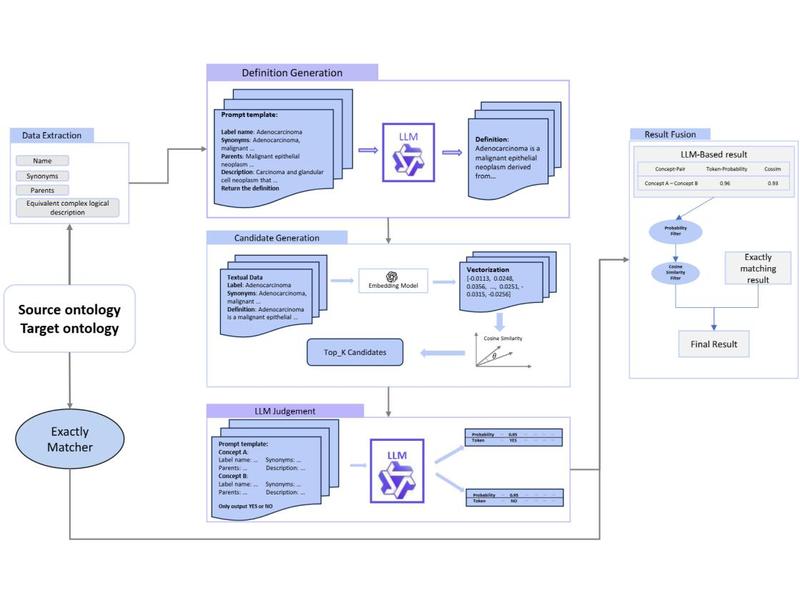 Definition Generation
Prompt template:
Label name: Adenocarcinoma
Synonyms: Adenocarcinoma,
malignant ...
Parents: Malignant epithelial
neoplasm ...
Description: Carcinoma and glandular
cell neoplasm that ...
Return the definition
LLM
Definition:
Adenocarcinoma is a
malignant epithelial
neoplasm derived
from...
Data Extraction
Name
Synonyms
Parents
Equivalent complex logical
description
Source ontology
Target ontology
Exactly
Matcher
Candidate Generation
Textual Data
Label: Adenocarcinoma
Synonyms: Adenocarcinoma,
malignant ...
Definition: Adenocarcinoma
is a malignant epithelial ...
Embedding Model
Vectorization
[-0.0113, 0.0248,
0.0356, ..., 0.0251, -
0.0315, -0.0256]
Cosine Similarity
θ
Top_K Candidates
LLM Judgement
Prompt template:
Concept A:
Label name: ... Synonyms: ...
Parents: ... Description: ...
Concept B:
Label name: ... Synonyms: ...
Parents: ... Description: ...
Only output YES or NO
LLM
Probability ... 0.95 ... ... ...
Token ... YES ... ... ...
Probability ... 0.95 ... ... ...
Token ... NO ... ... ...
Result Fusion
LLM-Based result
Concept-Pair Token-Probability Cossim
Concept A – Concept B 0.96 0.93
Probability
Filter
Cosine
Similarity
Filter
Exactly
matching
result
Final Result